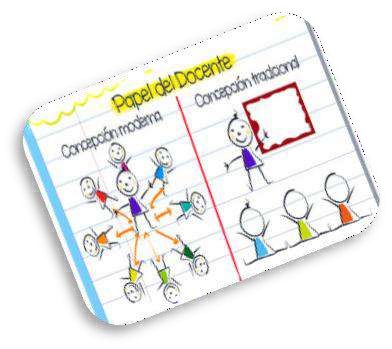 Papel del Docente
Concepción moderna
Concepción tradicional